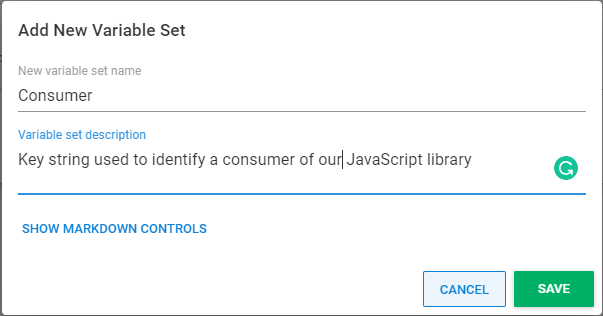 Add New Variable Set
New variable set name
Consumer
Variable set description
Key string used to identify a consumer of our JavaScript library
SHOW MARKDOWN CONTROLS
CANCEL
SAVE